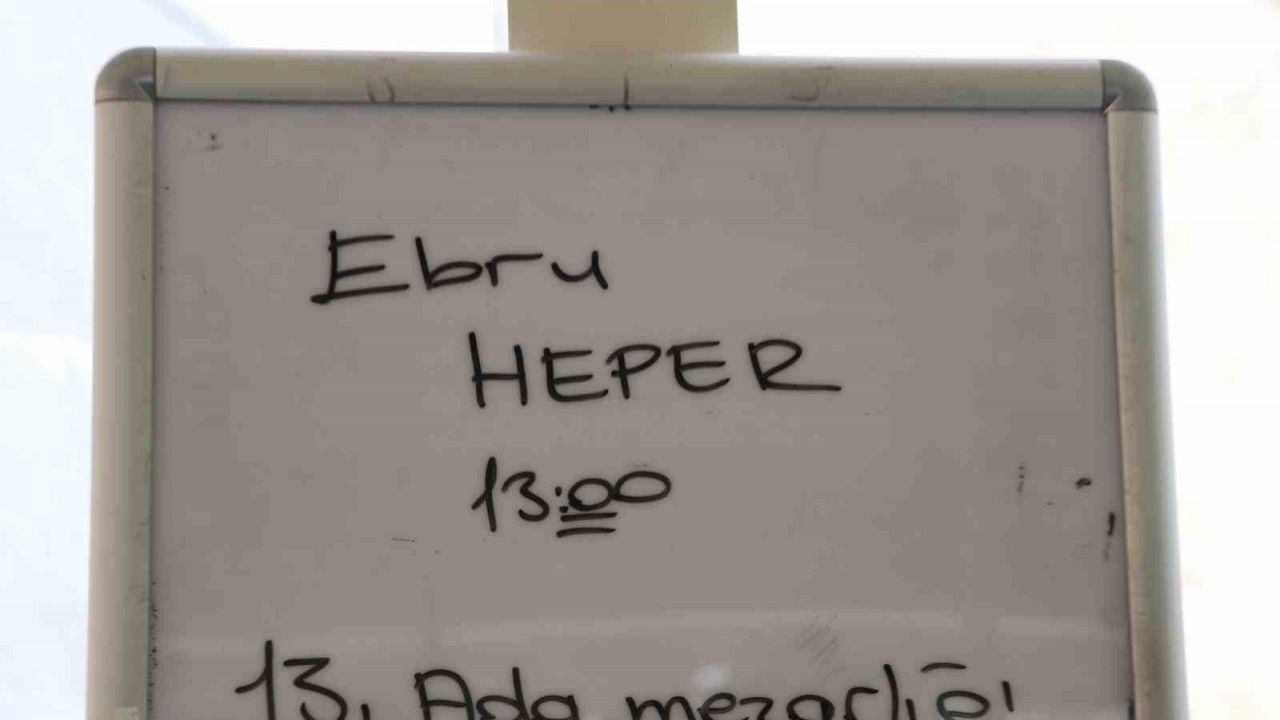 Ebru
HEPER
13:00
13. Ada mezarlığı